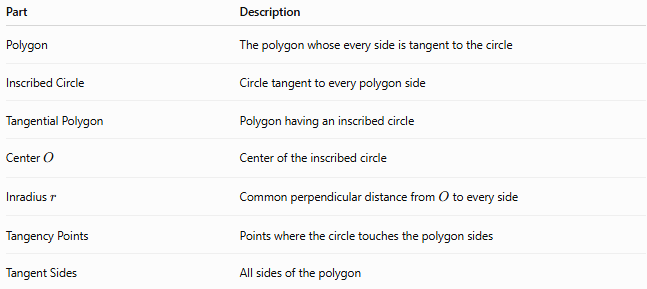 Part Description
Polygon The polygon whose every side is tangent to the circle
Inscribed Circle Circle tangent to every polygon side
Tangential Polygon Polygon having an inscribed circle
Center O Center of the inscribed circle
Inradius r Common perpendicular distance from O to every side
Tangency Points Points where the circle touches the polygon sides
Tangent Sides All sides of the polygon